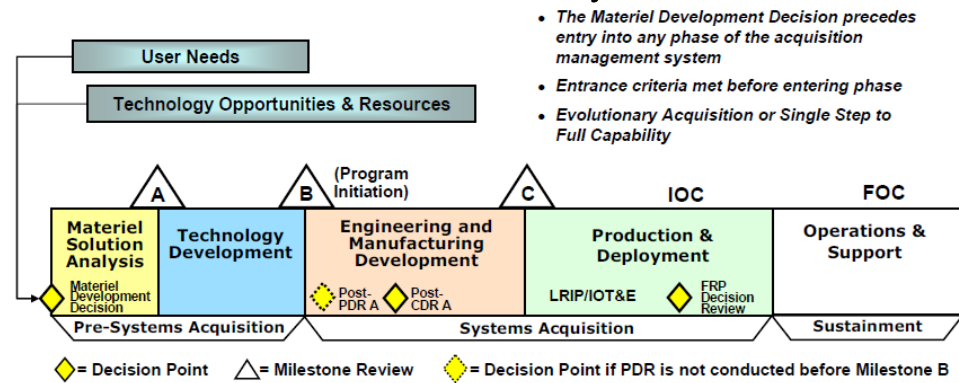 • The Materiel Development Decision precedes
entry into any phase of the acquisition
management system
• Entrance criteria met before entering phase
• Evolutionary Acquisition or Single Step to
Full Capability
User Needs
Technology Opportunities & Resources
A
B
(Program
Initiation)
C
IOC
FOC
Materiel
Solution
Analysis
Technology
Development
Engineering and
Manufacturing
Development
Production &
Deployment
Operations &
Support
Materiel
Development
Decision
Post-
PDR A
Post-
CDR A
LRIP/IOT&E
FRP
Decision
Review
Pre-Systems Acquisition
Systems Acquisition
Sustainment
= Decision Point
= Milestone Review
= Decision Point if PDR is not conducted before Milestone B